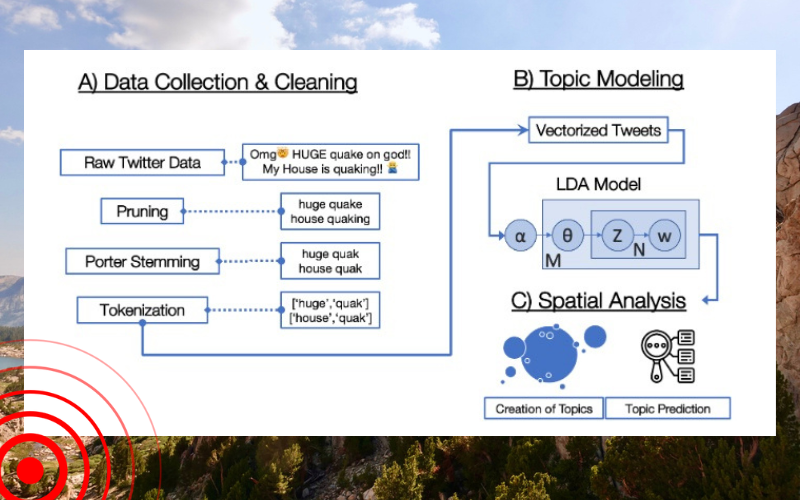 A) Data Collection & Cleaning
Raw Twitter Data
Omg😲 HUGE quake on god!!
My House is quaking!!
Pruning
huge quake
house quaking
Porter Stemming
huge quak
house quak
Tokenization
['huge','quak']
['house','quak']
B) Topic Modeling
Vectorized Tweets
LDA Model
α θ Z w
M N
C) Spatial Analysis
Creation of Topics
Topic Prediction